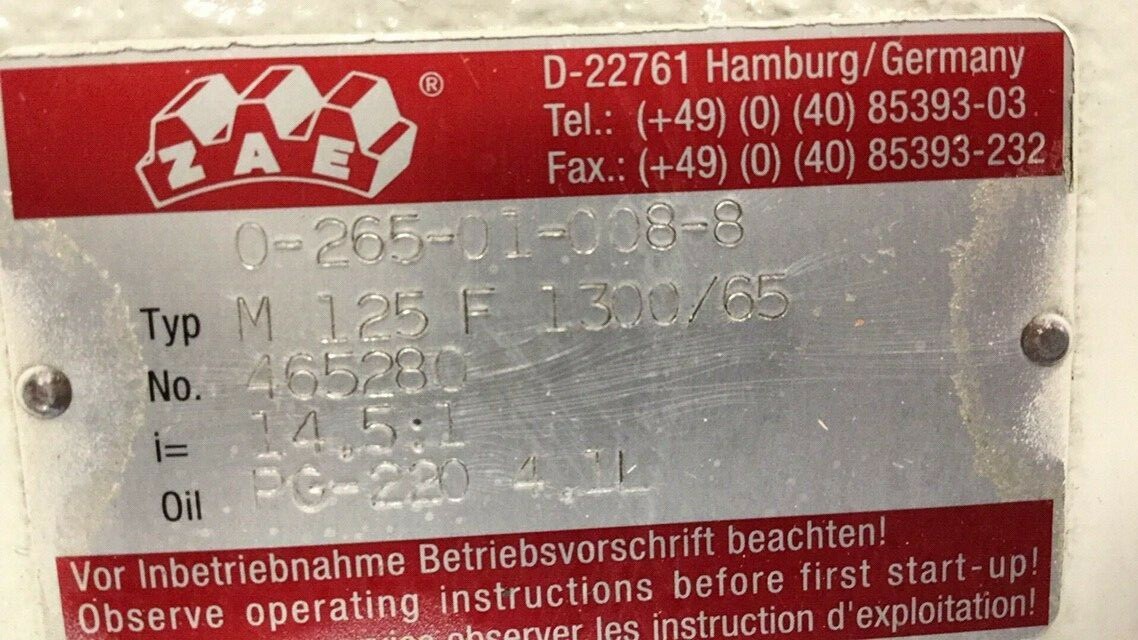 ZAE ®
D-22761 Hamburg/Germany
Tel.: (+49) (0) (40) 85393-03
Fax.: (+49) (0) (40) 85393-232
0-265-01-008-8
Typ M 125 F 1300/65
No. 465280
i= 14,5:1
Oil PG-220 4,1L
Vor Inbetriebnahme Betriebsvorschrift beachten!
Observe operating instructions before first start-up!
observer les instruction d'exploitation!